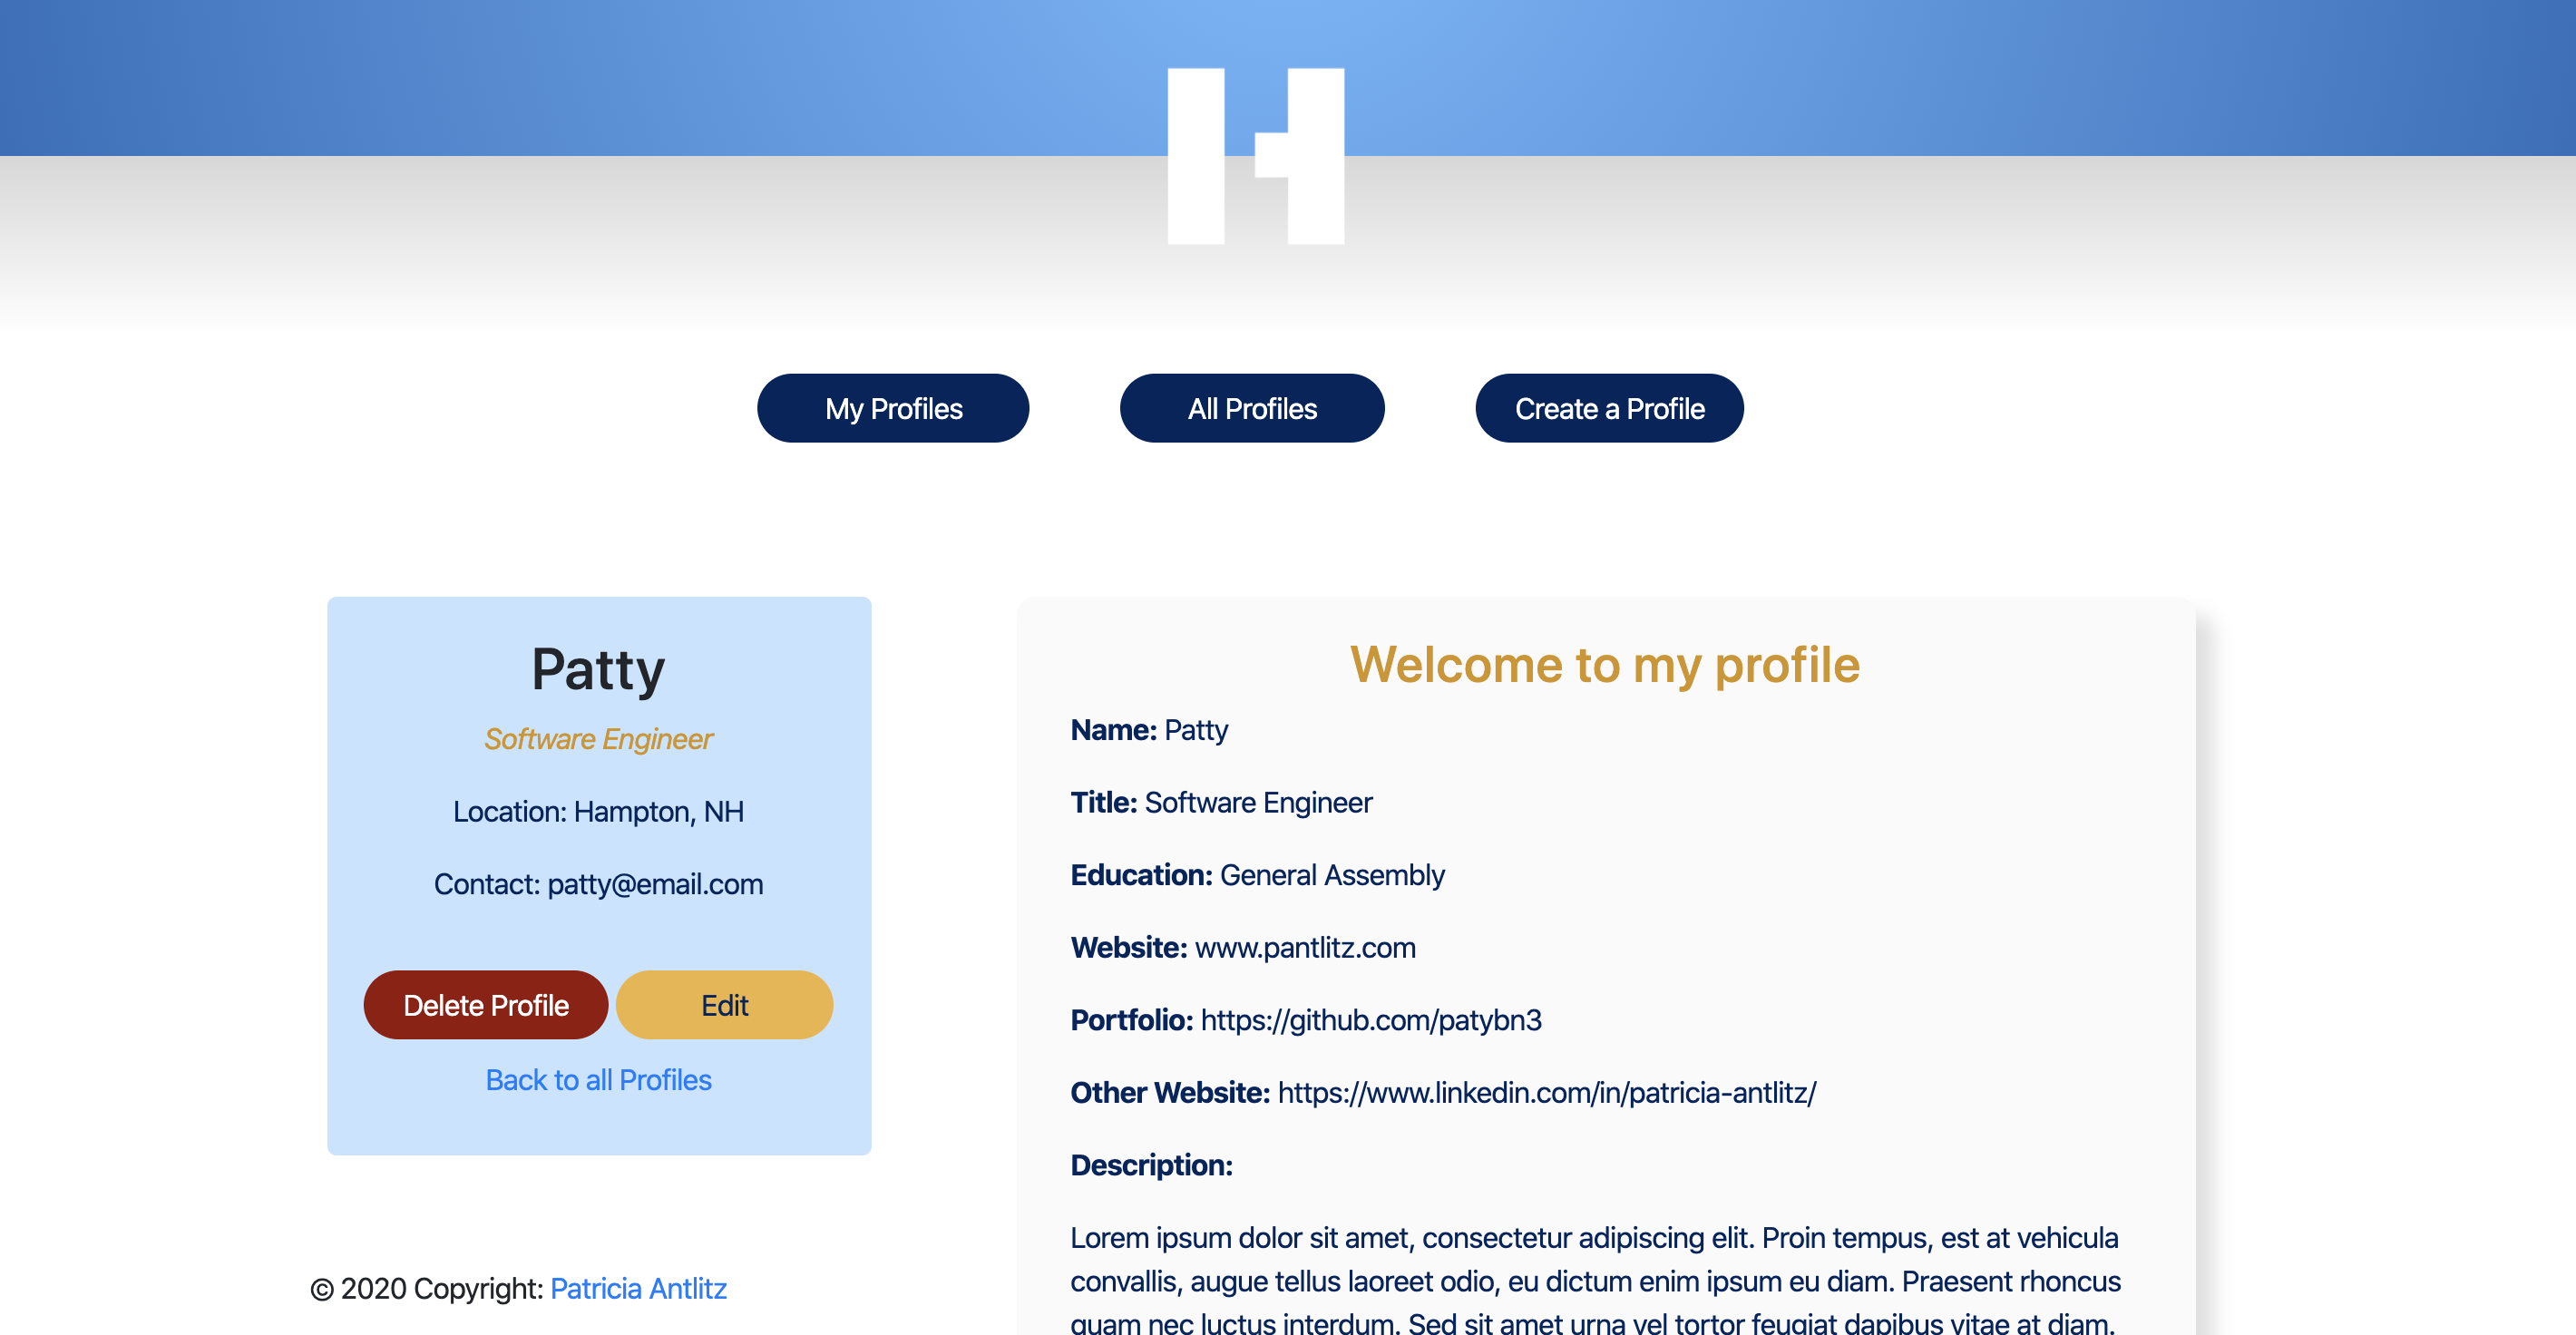 H
My Profiles
All Profiles
Create a Profile
Patty
Software Engineer
Location: Hampton, NH
Contact: patty@email.com
Delete Profile
Edit
Back to all Profiles
Welcome to my profile
Name: Patty
Title: Software Engineer
Education: General Assembly
Website: www.pantlitz.com
Portfolio: https://github.com/patybn3
Other Website: https://www.linkedin.com/in/patricia-antlitz/
Description:
Lorem ipsum dolor sit amet, consectetur adipiscing elit. Proin tempus, est at vehicula
convallis, augue tellus laoreet odio, eu dictum enim ipsum eu diam. Praesent rhoncus
quam nec luctus interdum. Sed sit amet urna vel tortor feugiat dapibus vitae at diam.
© 2020 Copyright: Patricia Antlitz